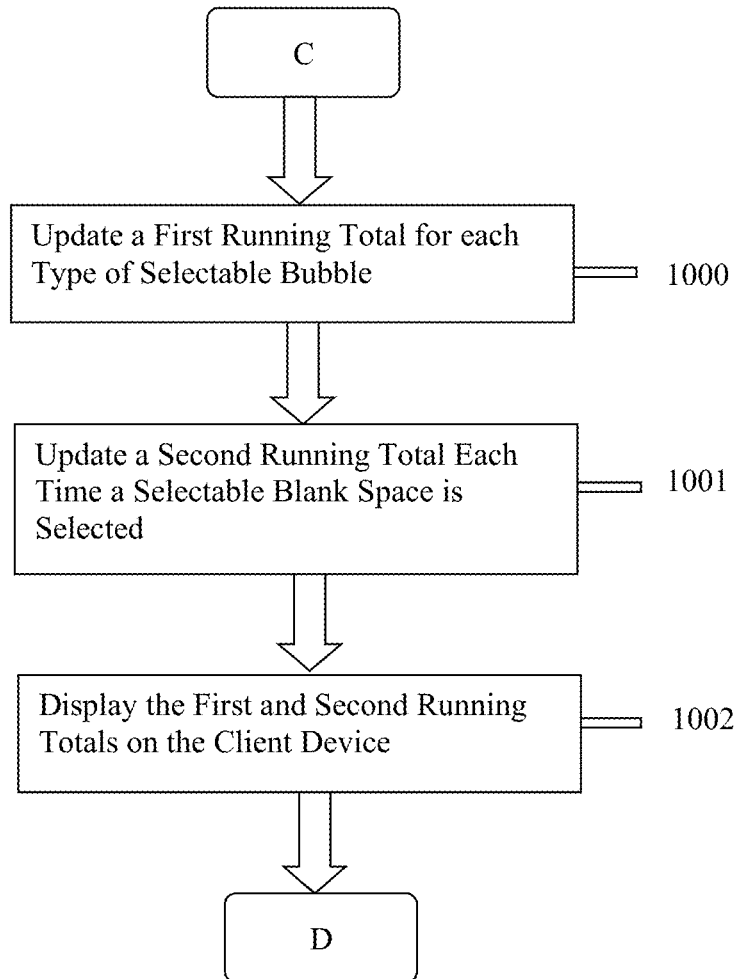 C
Update a First Running Total for each
Type of Selectable Bubble
1000
Update a Second Running Total Each
Time a Selectable Blank Space is
Selected
1001
Display the First and Second Running
Totals on the Client Device
1002
D